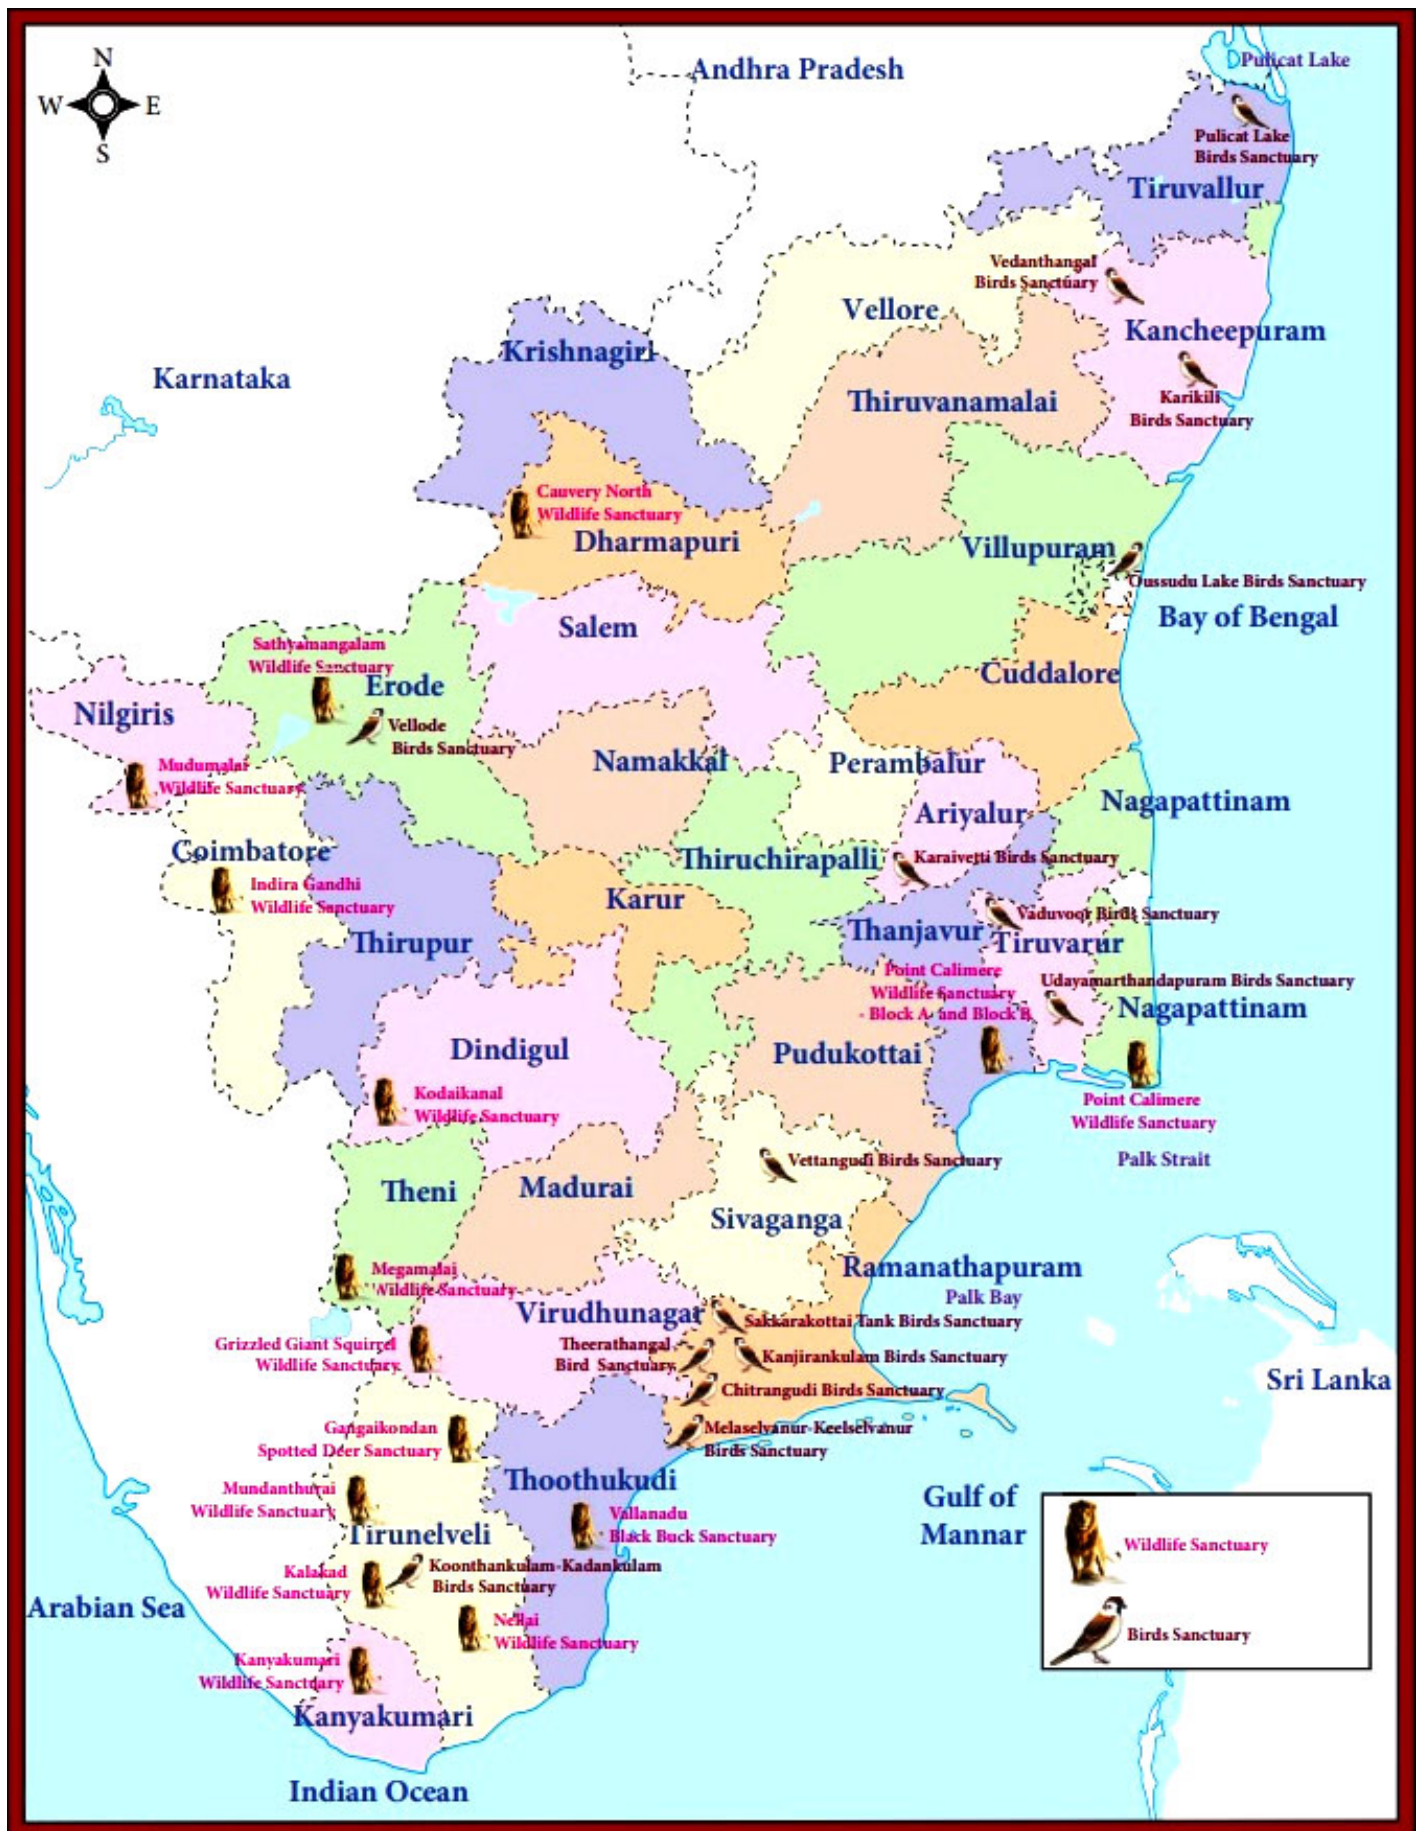 N
W
E
S
Andhra Pradesh
Pulicat Lake
Pulicat Lake
Birds Sanctuary
Tiruvallur
Vedanthangal
Birds Sanctuary
Vellore
Kancheepuram
Krishnagiri
Karnataka
Karikili
Birds Sanctuary
Thiruvanamalai
Cauvery North
Wildlife Sanctuary
Dharmapuri
Villupuram
Oussudu Lake Birds Sanctuary
Bay of Bengal
Salem
Sathyamangalam
Wildlife Sanctuary
Erode
Cuddalore
Nilgiris
Vellode
Birds Sanctuary
Mudumalai
Wildlife Sanctuary
Namakkal
Perambalur
Ariyalur
Nagapattinam
Coimbatore
Thiruchirapalli
Karaivetti Birds Sanctuary
Indira Gandhi
Wildlife Sanctuary
Karur
Vaduvoor Birds Sanctuary
Thirupur
Thanjavur
Tiruvarur
Point Calimere
Wildlife Sanctuary
- Block A and Block B
Udayamarthandapuram Birds Sanctuary
Nagapattinam
Dindigul
Pudukottai
Kodaikanal
Wildlife Sanctuary
Point Calimere
Wildlife Sanctuary
Palk Strait
Vettangudi Birds Sanctuary
Theni
Madurai
Sivaganga
Megamalai
Wildlife Sanctuary
Ramanathapuram
Palk Bay
Virudhunagar
Sakkarakottai Tank Birds Sanctuary
Grizzled Giant Squirrel
Wildlife Sanctuary
Theerathangal
Bird Sanctuary
Kanjirankulam Birds Sanctuary
Sri Lanka
Chitrangudi Birds Sanctuary
Gangaikondan
Spotted Deer Sanctuary
Melaselvanur-Keelselvanur
Birds Sanctuary
Mundanthurai
Wildlife Sanctuary
Thoothukudi
Gulf of
Mannar
Vallanadu
Black Buck Sanctuary
Tirunelveli
Wildlife Sanctuary
Kalakad
Wildlife Sanctuary
Koonthankulam-Kadankulam
Birds Sanctuary
Arabian Sea
Nellai
Wildlife Sanctuary
Birds Sanctuary
Kanyakumari
Wildlife Sanctuary
Kanyakumari
Indian Ocean